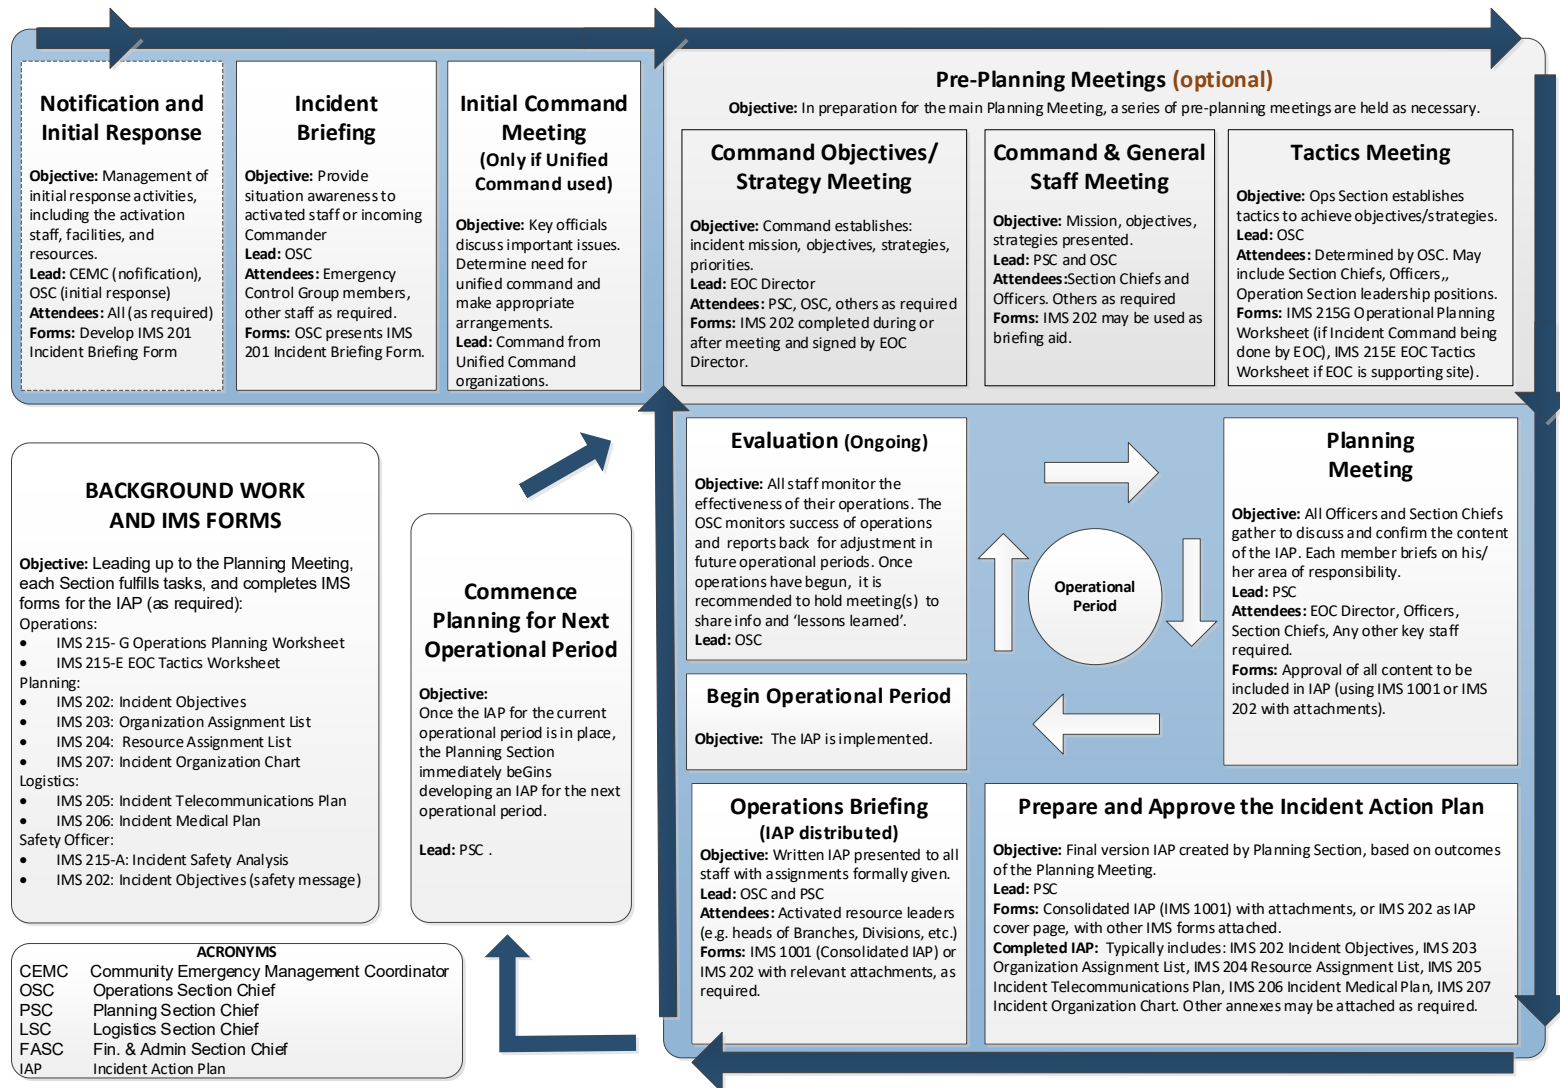 Notification and
Initial Response
Objective: Management of
initial response activities,
including the activation
staff, facilities, and
resources.
Lead: CEMC (nofification),
OSC (initial response)
Attendees: All (as required)
Forms: Develop IMS 201
Incident Briefing Form
Incident
Briefing
Objective: Provide
situation awareness to
activated staff or incoming
Commander
Lead: OSC
Attendees: Emergency
Control Group members,
other staff as required.
Forms: OSC presents IMS
201 Incident Briefing Form.
Initial Command
Meeting
(Only if Unified
Command used)
Objective: Key officials
discuss important issues.
Determine need for
unified command and
make appropriate
arrangements.
Lead: Command from
Unified Command
organizations.
Pre-Planning Meetings (optional)
Objective: In preparation for the main Planning Meeting, a series of pre-planning meetings are held as necessary.
Command Objectives/
Strategy Meeting
Objective: Command establishes:
incident mission, objectives, strategies,
priorities.
Lead: EOC Director
Attendees: PSC, OSC, others as required
Forms: IMS 202 completed during or
after meeting and signed by EOC
Director.
Command & General
Staff Meeting
Objective: Mission, objectives,
strategies presented.
Lead: PSC and OSC
Attendees:Section Chiefs and
Officers. Others as required
Forms: IMS 202 may be used as
briefing aid.
Tactics Meeting
Objective: Ops Section establishes
tactics to achieve objectives/strategies.
Lead: OSC
Attendees: Determined by OSC. May
include Section Chiefs, Officers,,
Operation Section leadership positions.
Forms: IMS 215G Operational Planning
Worksheet (if Incident Command being
done by EOC), IMS 215E EOC Tactics
Worksheet if EOC is supporting site).
BACKGROUND WORK
AND IMS FORMS
Objective: Leading up to the Planning Meeting,
each Section fulfills tasks, and completes IMS
forms for the IAP (as required):
Operations:
• IMS 215- G Operations Planning Worksheet
• IMS 215-E EOC Tactics Worksheet
Planning:
• IMS 202: Incident Objectives
• IMS 203: Organization Assignment List
• IMS 204: Resource Assignment List
• IMS 207: Incident Organization Chart
Logistics:
• IMS 205: Incident Telecommunications Plan
• IMS 206: Incident Medical Plan
Safety Officer:
• IMS 215-A: Incident Safety Analysis
• IMS 202: Incident Objectives (safety message)
Commence
Planning for Next
Operational Period
Objective:
Once the IAP for the current
operational period is in place,
the Planning Section
immediately beGins
developing an IAP for the next
operational period.
Lead: PSC .
Evaluation (Ongoing)
Objective: All staff monitor the
effectiveness of their operations. The
OSC monitors success of operations
and reports back for adjustment in
future operational periods. Once
operations have begun, it is
recommended to hold meeting(s) to
share info and ‘lessons learned’.
Lead: OSC
Operational
Period
Planning
Meeting
Objective: All Officers and Section Chiefs
gather to discuss and confirm the content
of the IAP. Each member briefs on his/
her area of responsibility.
Lead: PSC
Attendees: EOC Director, Officers,
Section Chiefs, Any other key staff
required.
Forms: Approval of all content to be
included in IAP (using IMS 1001 or IMS
202 with attachments).
Begin Operational Period
Objective: The IAP is implemented.
Operations Briefing
(IAP distributed)
Objective: Written IAP presented to all
staff with assignments formally given.
Lead: OSC and PSC
Attendees: Activated resource leaders
(e.g. heads of Branches, Divisions, etc.)
Forms: IMS 1001 (Consolidated IAP) or
IMS 202 with relevant attachments, as
required.
Prepare and Approve the Incident Action Plan
Objective: Final version IAP created by Planning Section, based on outcomes
of the Planning Meeting.
Lead: PSC
Forms: Consolidated IAP (IMS 1001) with attachments, or IMS 202 as IAP
cover page, with other IMS forms attached.
Completed IAP: Typically includes: IMS 202 Incident Objectives, IMS 203
Organization Assignment List, IMS 204 Resource Assignment List, IMS 205
Incident Telecommunications Plan, IMS 206 Incident Medical Plan, IMS 207
Incident Organization Chart. Other annexes may be attached as required.
ACRONYMS
CEMC Community Emergency Management Coordinator
OSC Operations Section Chief
PSC Planning Section Chief
LSC Logistics Section Chief
FASC Fin. & Admin Section Chief
IAP Incident Action Plan